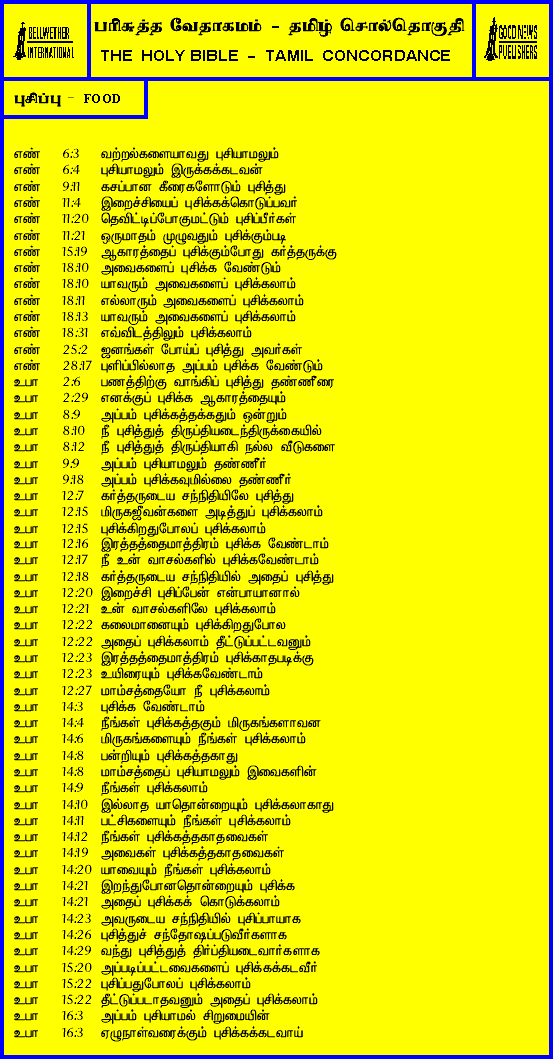 BELLWETHER
INTERNATIONAL
பரிசுத்த வேதாகமம் - தமிழ் சொல்தொகுதி
THE HOLY BIBLE - TAMIL CONCORDANCE
GOOD NEWS
PUBLISHERS
புசிப்பு - FOOD
எண் 6:3 வற்றல்களையாவது புசியாமலும்
எண் 6:4 புசியாமலும் இருக்கக்கடவன்
எண் 9:11 கசப்பான கீரைகளோடும் புசித்து
எண் 11:4 இறைச்சியைப் புசிக்கக்கொடுப்பவர்
எண் 11:20 தெவிட்டிப்போகுமட்டும் புசிப்பீர்கள்
எண் 11:21 ஒருமாதம் முழுவதும் புசிக்கும்படி
எண் 15:19 ஆகாரத்தைப் புசிக்கும்போது கர்த்தருக்கு
எண் 18:10 அவைகளைப் புசிக்க வேண்டும்
எண் 18:10 யாவரும் அவைகளைப் புசிக்கலாம்
எண் 18:11 எல்லாரும் அவைகளைப் புசிக்கலாம்
எண் 18:13 யாவரும் அவைகளைப் புசிக்கலாம்
எண் 18:31 எவ்விடத்திலும் புசிக்கலாம்
எண் 25:2 ஜனங்கள் போய்ப் புசித்து அவர்கள்
எண் 28:17 புளிப்பில்லாத அப்பம் புசிக்க வேண்டும்
உபா 2:6 பணத்திற்கு வாங்கிப் புசித்து தண்ணீரை
உபா 2:29 எனக்குப் புசிக்க ஆகாரத்தையும்
உபா 8:9 அப்பம் புசிக்கத்தக்கதும் ஒன்றும்
உபா 8:10 நீ புசித்துத் திருப்தியடைந்திருக்கையில்
உபா 8:12 நீ புசித்துத் திருப்தியாகி நல்ல வீடுகளை
உபா 9:9 அப்பம் புசியாமலும் தண்ணீர்
உபா 9:18 அப்பம் புசிக்கவுமில்லை தண்ணீர்
உபா 12:7 கர்த்தருடைய சந்நிதியிலே புசித்து
உபா 12:15 மிருகஜீவன்களை அடித்துப் புசிக்கலாம்
உபா 12:15 புசிக்கிறதுபோலப் புசிக்கலாம்
உபா 12:16 இரத்தத்தைமாத்திரம் புசிக்க வேண்டாம்
உபா 12:17 நீ உன் வாசல்களில் புசிக்கவேண்டாம்
உபா 12:18 கர்த்தருடைய சந்நிதியில் அதைப் புசித்து
உபா 12:20 இறைச்சி புசிப்பேன் என்பாயானால்
உபா 12:21 உன் வாசல்களிலே புசிக்கலாம்
உபா 12:22 கலைமானையும் புசிக்கிறதுபோல
உபா 12:22 அதைப் புசிக்கலாம் தீட்டுப்பட்டவனும்
உபா 12:23 இரத்தத்தைமாத்திரம் புசிக்காதபடிக்கு
உபா 12:23 உயிரையும் புசிக்கவேண்டாம்
உபா 12:27 மாம்சத்தையோ நீ புசிக்கலாம்
உபா 14:3 புசிக்க வேண்டாம்
உபா 14:4 நீங்கள் புசிக்கத்தகும் மிருகங்களாவன
உபா 14:6 மிருகங்களையும் நீங்கள் புசிக்கலாம்
உபா 14:8 பன்றியும் புசிக்கத்தகாது
உபா 14:8 மாம்சத்தைப் புசியாமலும் இவைகளின்
உபா 14:9 நீங்கள் புசிக்கலாம்
உபா 14:10 இல்லாத யாதொன்றையும் புசிக்கலாகாது
உபா 14:11 பட்சிகளையும் நீங்கள் புசிக்கலாம்
உபா 14:12 நீங்கள் புசிக்கத்தகாதவைகள்
உபா 14:19 அவைகள் புசிக்கத்தகாதவைகள்
உபா 14:20 யாவையும் நீங்கள் புசிக்கலாம்
உபா 14:21 இறந்துபோனதொன்றையும் புசிக்க
உபா 14:21 அதைப் புசிக்கக் கொடுக்கலாம்
உபா 14:23 அவருடைய சந்நிதியில் புசிப்பாயாக
உபா 14:26 புசித்துச் சந்தோஷப்படுவீர்களாக
உபா 14:29 வந்து புசித்துத் திர்ப்தியடைவார்களாக
உபா 15:20 அப்படிப்பட்டவைகளைப் புசிக்கக்கடவீர்
உபா 15:22 புசிப்பதுபோலப் புசிக்கலாம்
உபா 15:22 தீட்டுப்படாதவனும் அதைப் புசிக்கலாம்
உபா 16:3 அப்பம் புசியாமல் சிறுமையின்
உபா 16:3 ஏழுநாள்வரைக்கும் புசிக்கக்கடவாய்